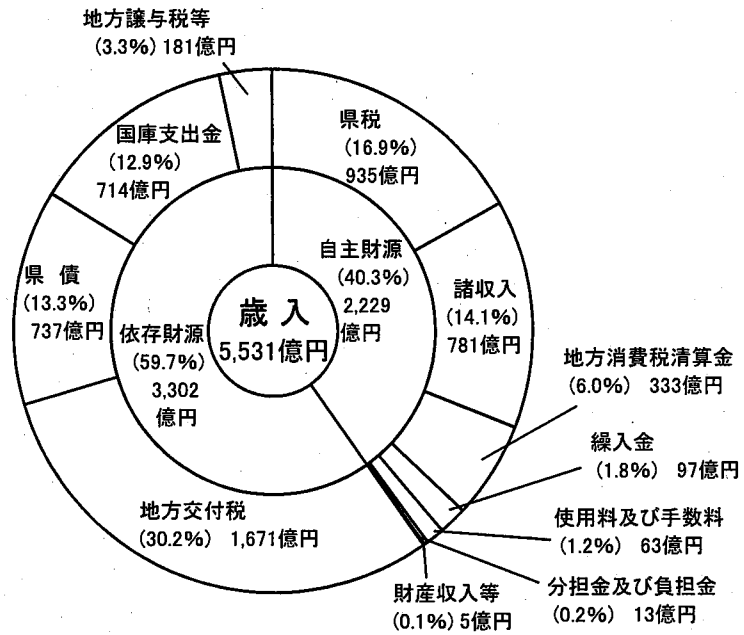 地方譲与税等
(3.3%) 181億円
国庫支出金
(12.9%)
714億円
県税
(16.9%)
935億円
自主財源
(40.3%)
2,229
億円
県 債
(13.3%)
737億円
歳 入
5,531億円
依存財源
(59.7%)
3,302
億円
諸収入
(14.1%)
781億円
地方消費税清算金
(6.0%) 333億円
繰入金
(1.8%) 97億円
地方交付税
(30.2%) 1,671億円
使用料及び手数料
(1.2%) 63億円
財産収入等
(0.1%) 5億円
分担金及び負担金
(0.2%) 13億円